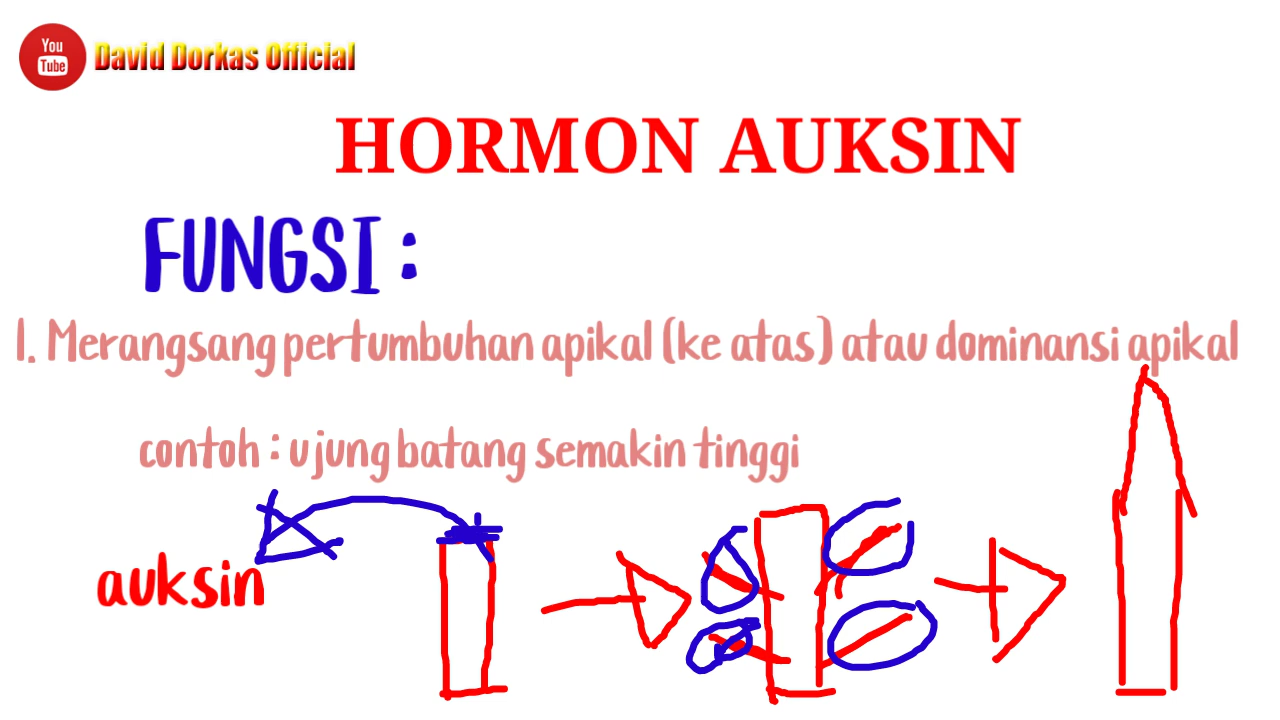 You
Tube
David Dorkas Official
HORMON AUKSIN
FUNGSI :
1. Merangsang pertumbuhan apikal (ke atas) atau dominansi apikal
contoh : ujung batang semakin tinggi
auksin